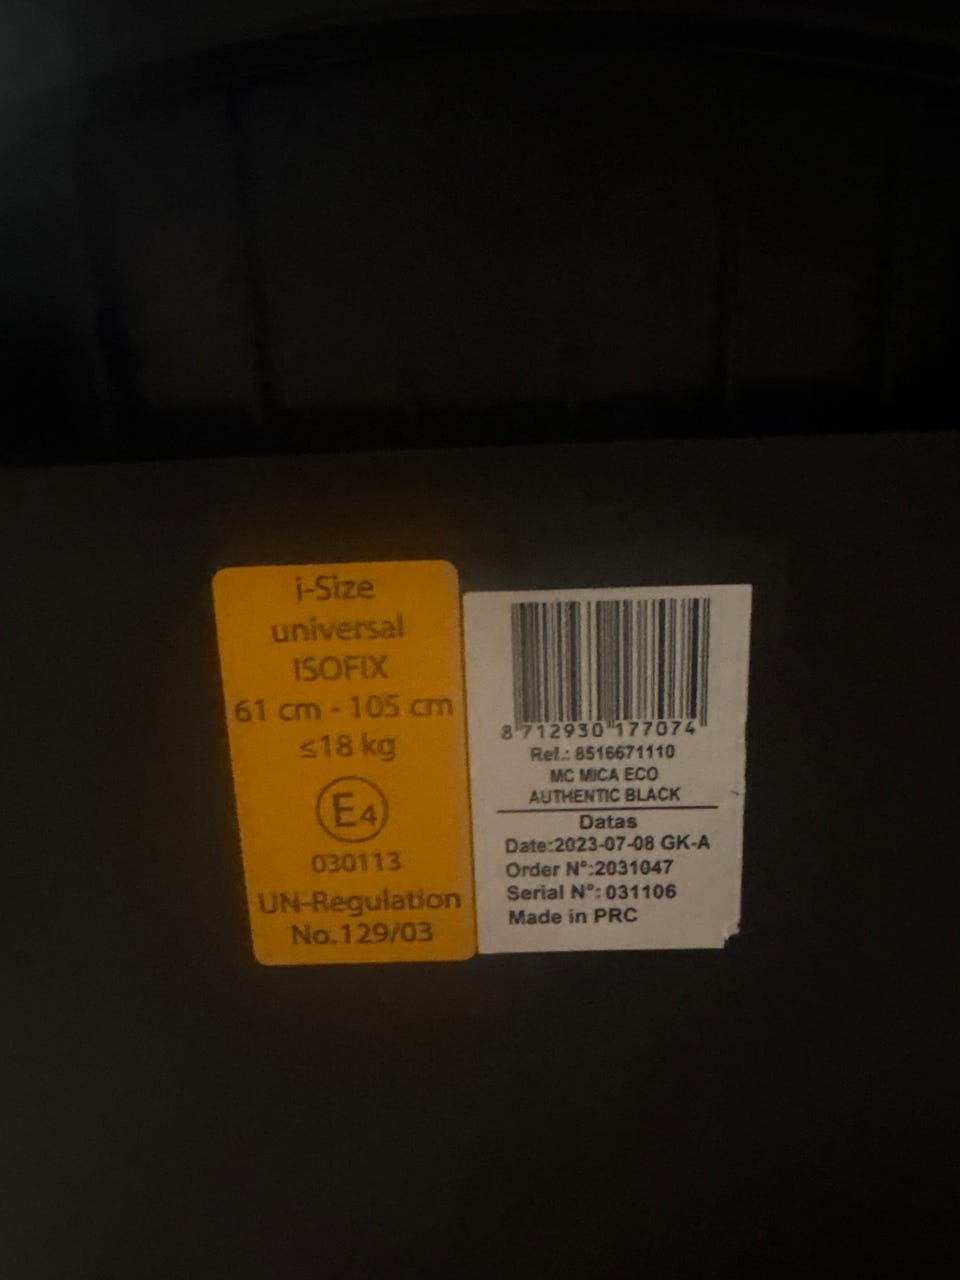 i-Size
universal
ISOFIX
61 cm - 105 cm
≤18 kg
E4
030113
UN-Regulation
No.129/03
8 712930 177074
Ref.: 8516671110
MC MICA ECO
AUTHENTIC BLACK
Datas
Date:2023-07-08 GK-A
Order N°:2031047
Serial N°: 031106
Made in PRC